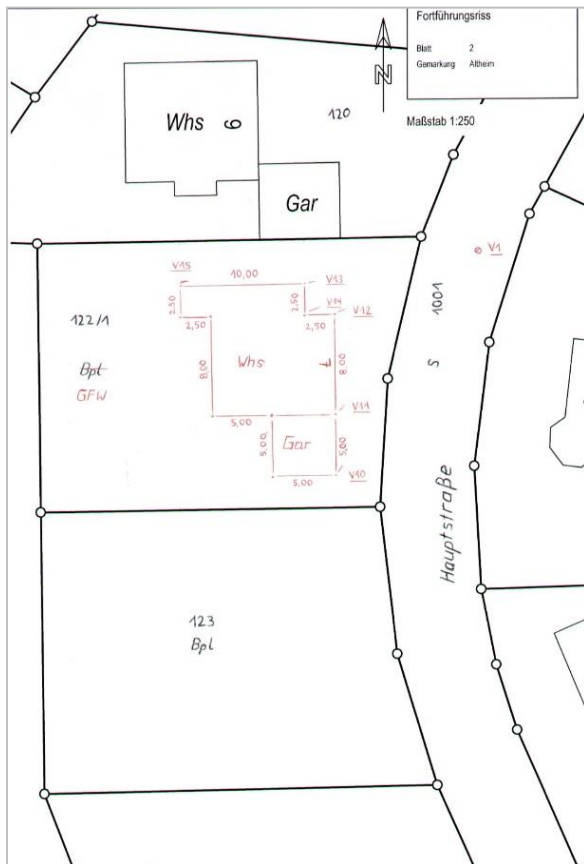 Fortführungsriss
Blatt 2
Gemarkung Altheim
N
Maßstab 1:250
Whs 6
120
Gar
V1
V15
10,00
V13
2,50
2,50
V14
V12
2,50
2,50
122/1
1001
S
Bpl
GFW
8,00
Whs
8,00
V11
5,00
5,00
Gar
5,00
V10
5,00
Hauptstraße
123
Bpl